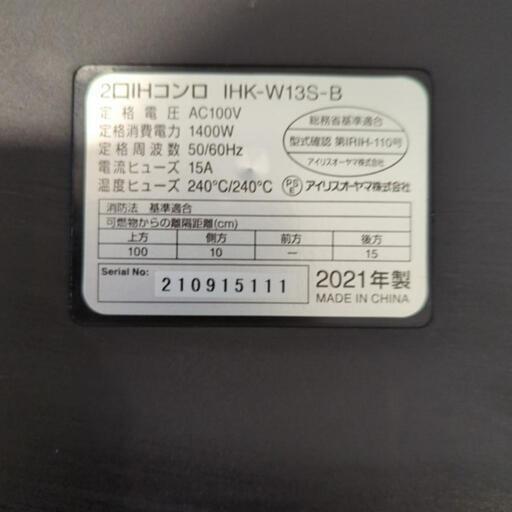 2口IHコンロ IHK-W13S-B
定格電圧 AC100V
定格消費電力 1400W
定格周波数 50/60Hz
電流ヒューズ 15A
温度ヒューズ 240℃/240℃
総務省基準適合
型式確認 第IRIH-110号
アイリスオーヤマ株式会社
PSE アイリスオーヤマ株式会社
消防法 基準適合
可燃物からの離隔距離(cm)
上方 側方 前方 後方
100 10 — 15
Serial No: 210915111
2021年製
MADE IN CHINA